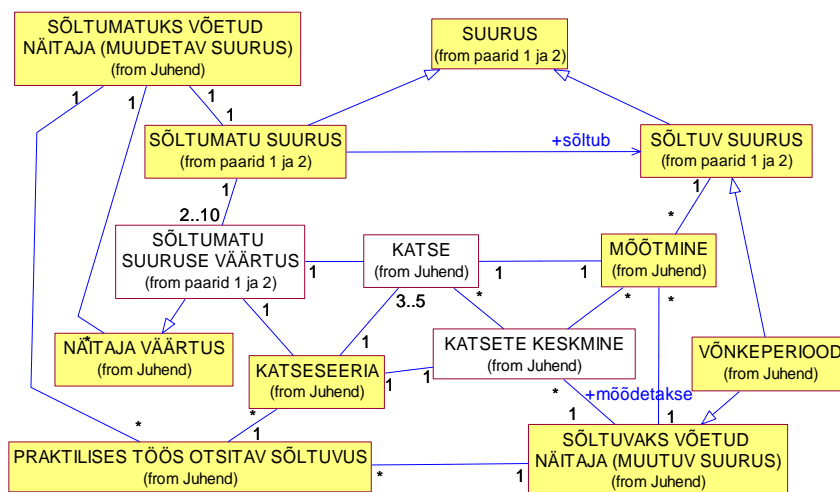 SÕLTUMATUKS VÕETUD
NÄITAJA (MUUDETAV SUURUS)
(from Juhend)
SUURUS
(from paarid 1 ja 2)
1
1
1
1
SÕLTUMATU SUURUS
(from paarid 1 ja 2)
+sõltub
SÕLTUV SUURUS
(from paarid 1 ja 2)
1
1
2..10
*
SÕLTUMATU
SUURUSE VÄÄRTUS
(from paarid 1 ja 2)
1
1
KATSE
(from Juhend)
1
1
MÕÕTMINE
(from Juhend)
3..5
*
*
*
1
1
NÄITAJA VÄÄRTUS
(from Juhend)
*
KATSESEERIA
(from Juhend)
1
1
KATSETE KESKMINE
(from Juhend)
VÕNKEPERIOOD
(from Juhend)
+mõõdetakse
*
*
*
1
1
1
PRAKTILISES TÖÖS OTSITAV SÕLTUVUS
(from Juhend)
*
1
SÕLTUVAKS VÕETUD
NÄITAJA (MUUTUV SUURUS)
(from Juhend)